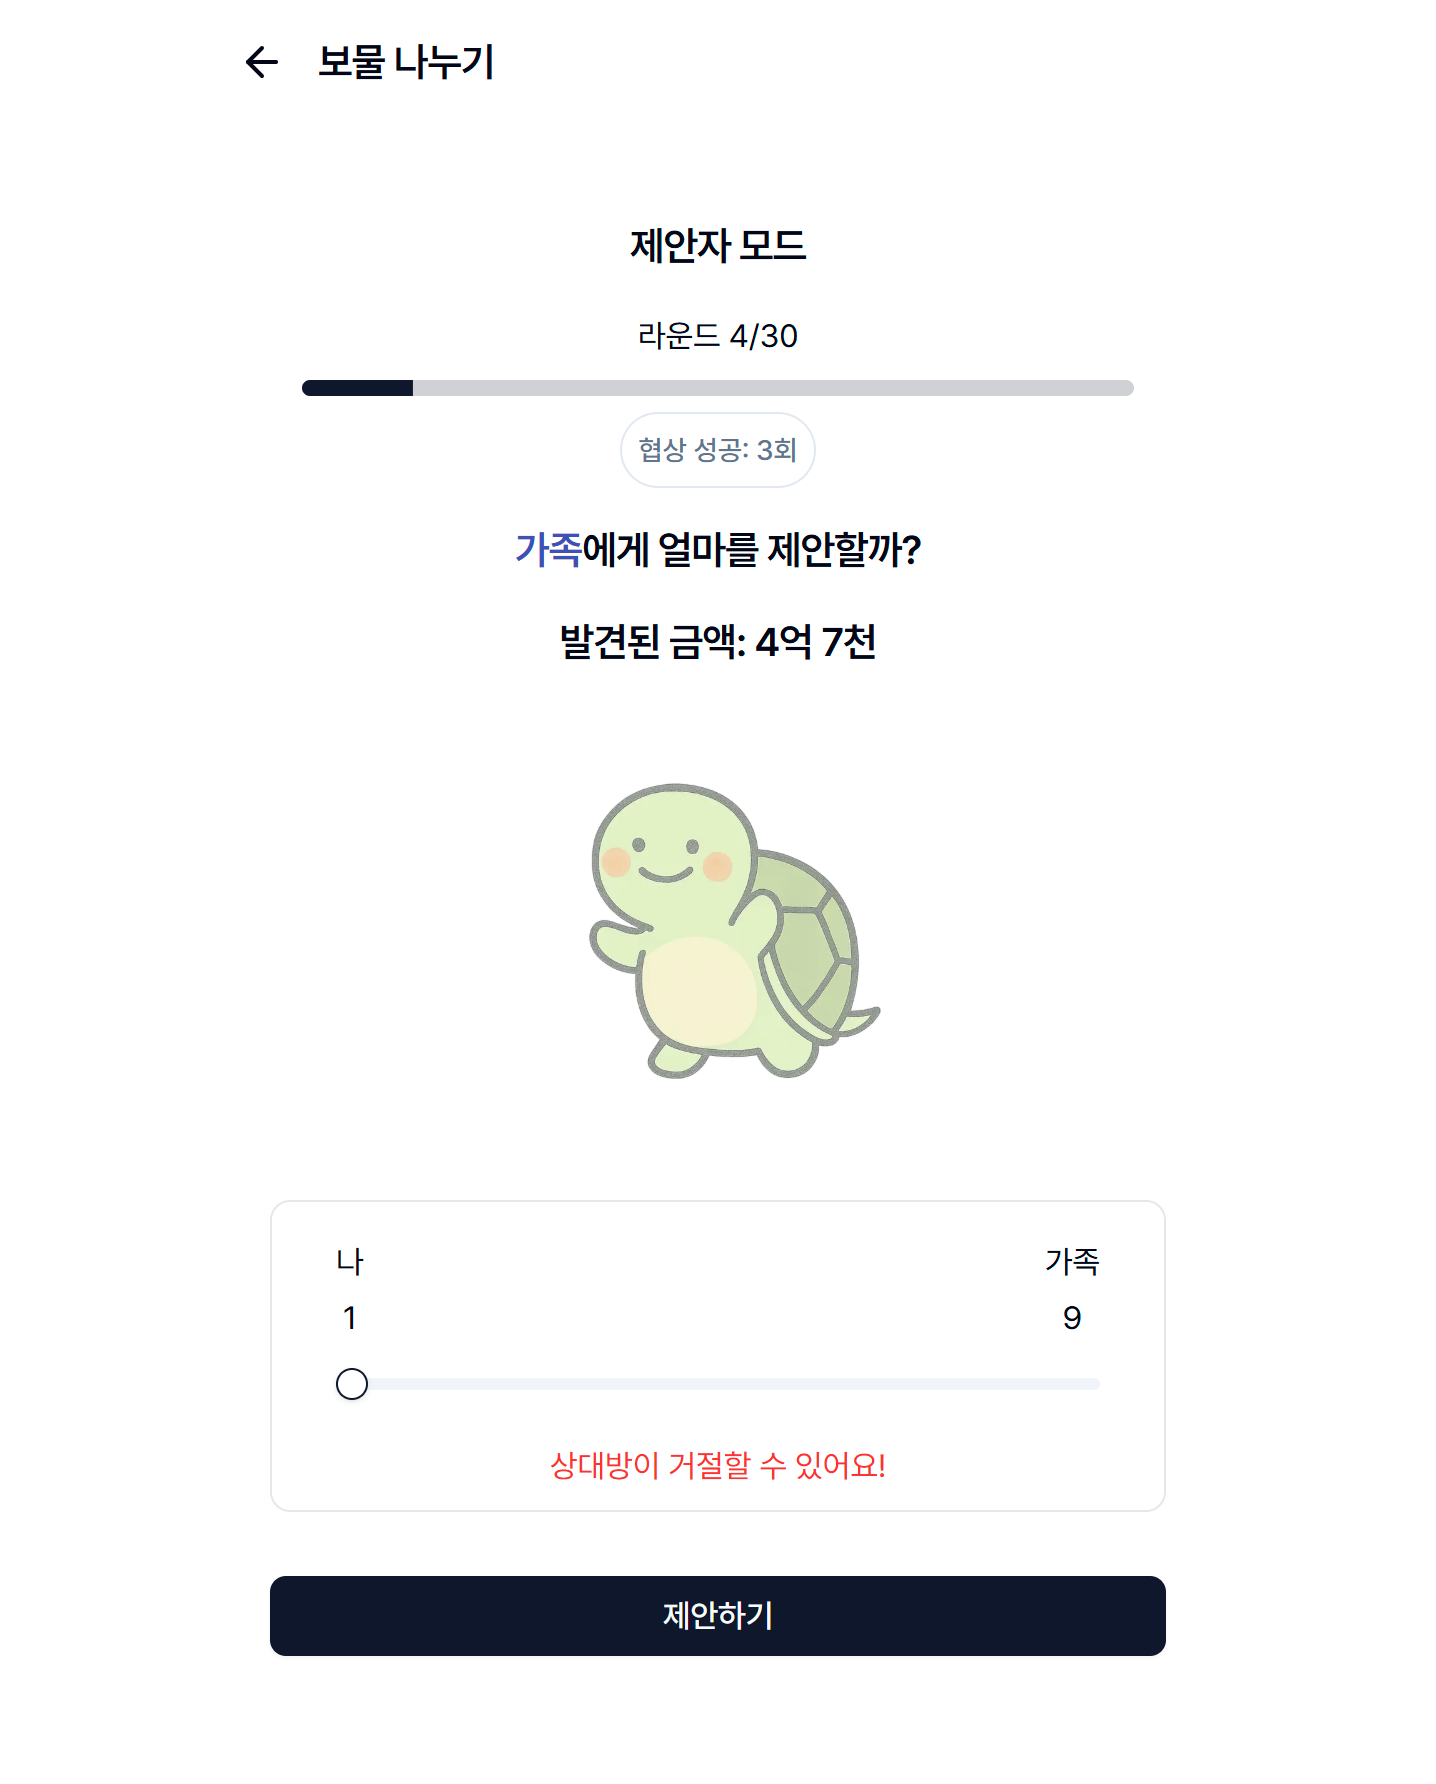 보물 나누기
제안자 모드
라운드 4/30
협상 성공: 3회
가족에게 얼마를 제안할까?
발견된 금액: 4억 7천
나 가족
1 9
상대방이 거절할 수 있어요!
제안하기